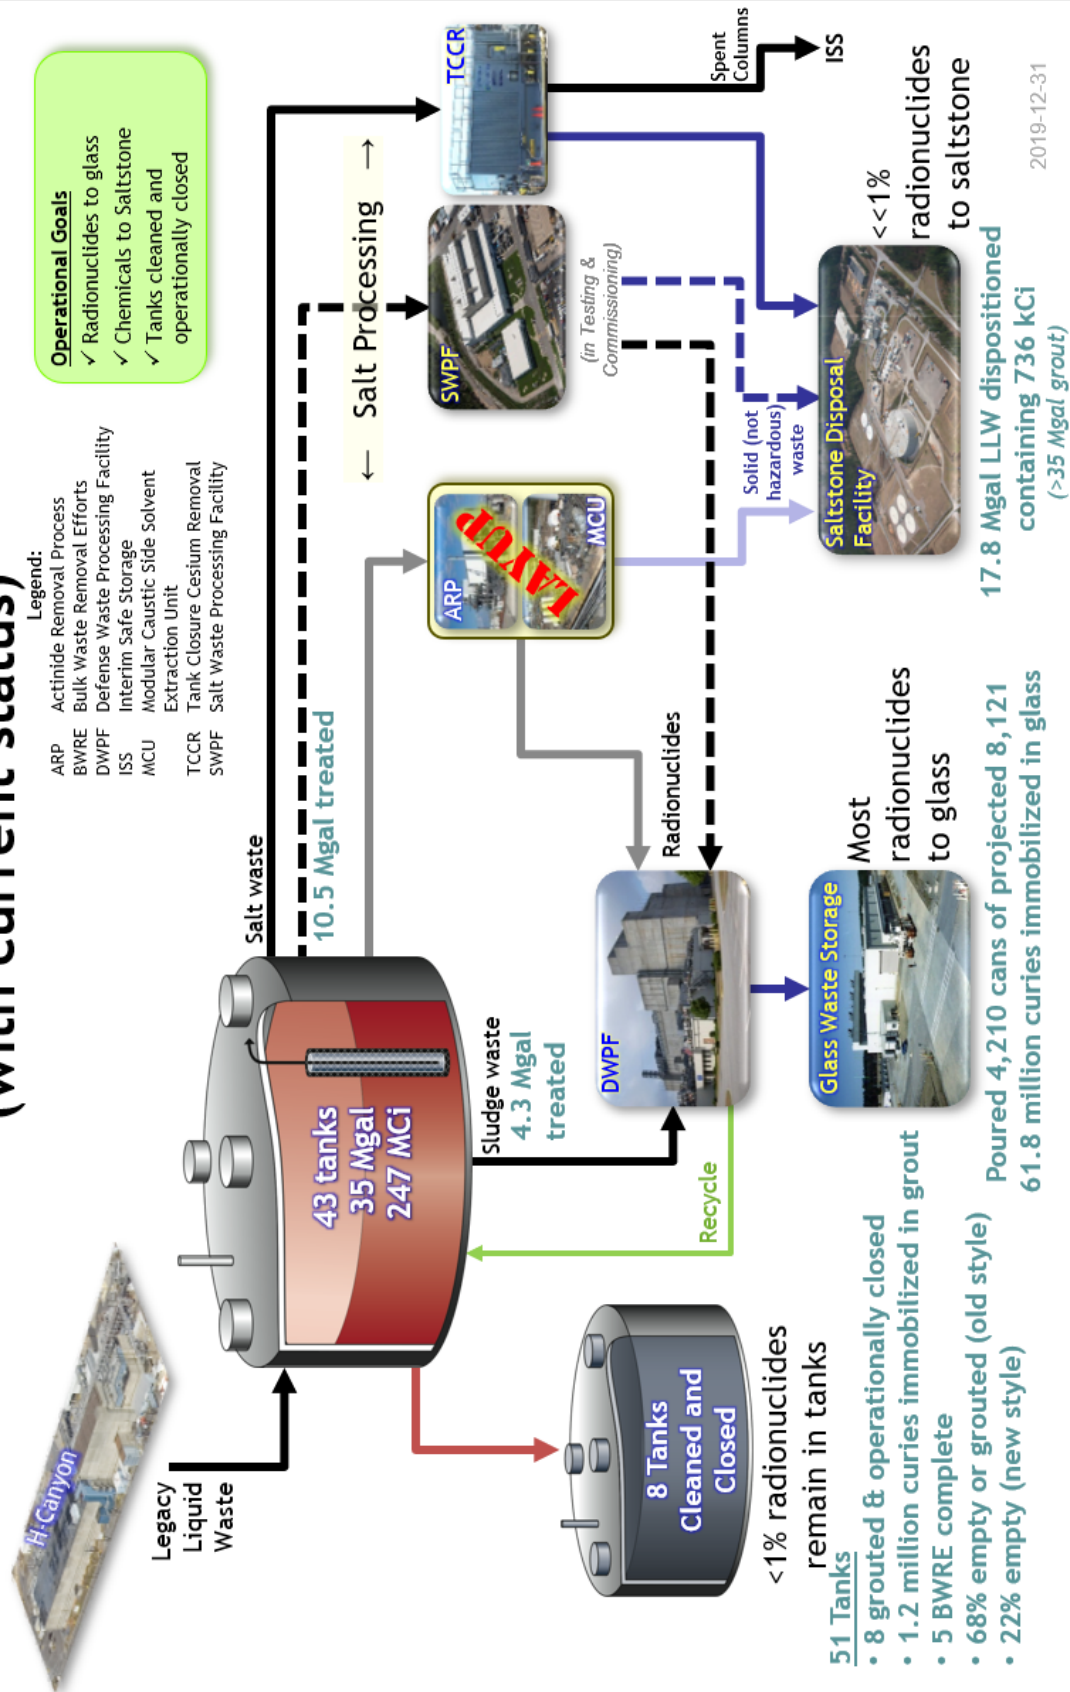 (with current status)
H-Canyon
Legacy
Liquid
Waste
43 tanks
35 Mgal
247 MCi
8 Tanks
Cleaned and
Closed
<1% radionuclides
remain in tanks
51 Tanks
• 8 grouted & operationally closed
• 1.2 million curies immobilized in grout
• 5 BWRE complete
• 68% empty or grouted (old style)
• 22% empty (new style)
Legend:
ARP Actinide Removal Process
BWRE Bulk Waste Removal Efforts
DWPF Defense Waste Processing Facility
ISS Interim Safe Storage
MCU Modular Caustic Side Solvent
Extraction Unit
TCCR Tank Closure Cesium Removal
SWPF Salt Waste Processing Facility
Operational Goals
✓ Radionuclides to glass
✓ Chemicals to Saltstone
✓ Tanks cleaned and
operationally closed
Salt waste
10.5 Mgal treated
← Salt Processing →
Sludge waste
4.3 Mgal
treated
Recycle
DWPF
Radionuclides
Glass Waste Storage
Most
radionuclides
to glass
Poured 4,210 cans of projected 8,121
61.8 million curies immobilized in glass
ARP
LAYUP
MCU
SWPF
(in Testing &
Commissioning)
TCCR
Spent
Columns
ISS
Solid (not
hazardous)
waste
Saltstone Disposal
Facility
<<1%
radionuclides
to saltstone
17.8 Mgal LLW dispositioned
containing 736 kCi
(>35 Mgal grout)
2019-12-31